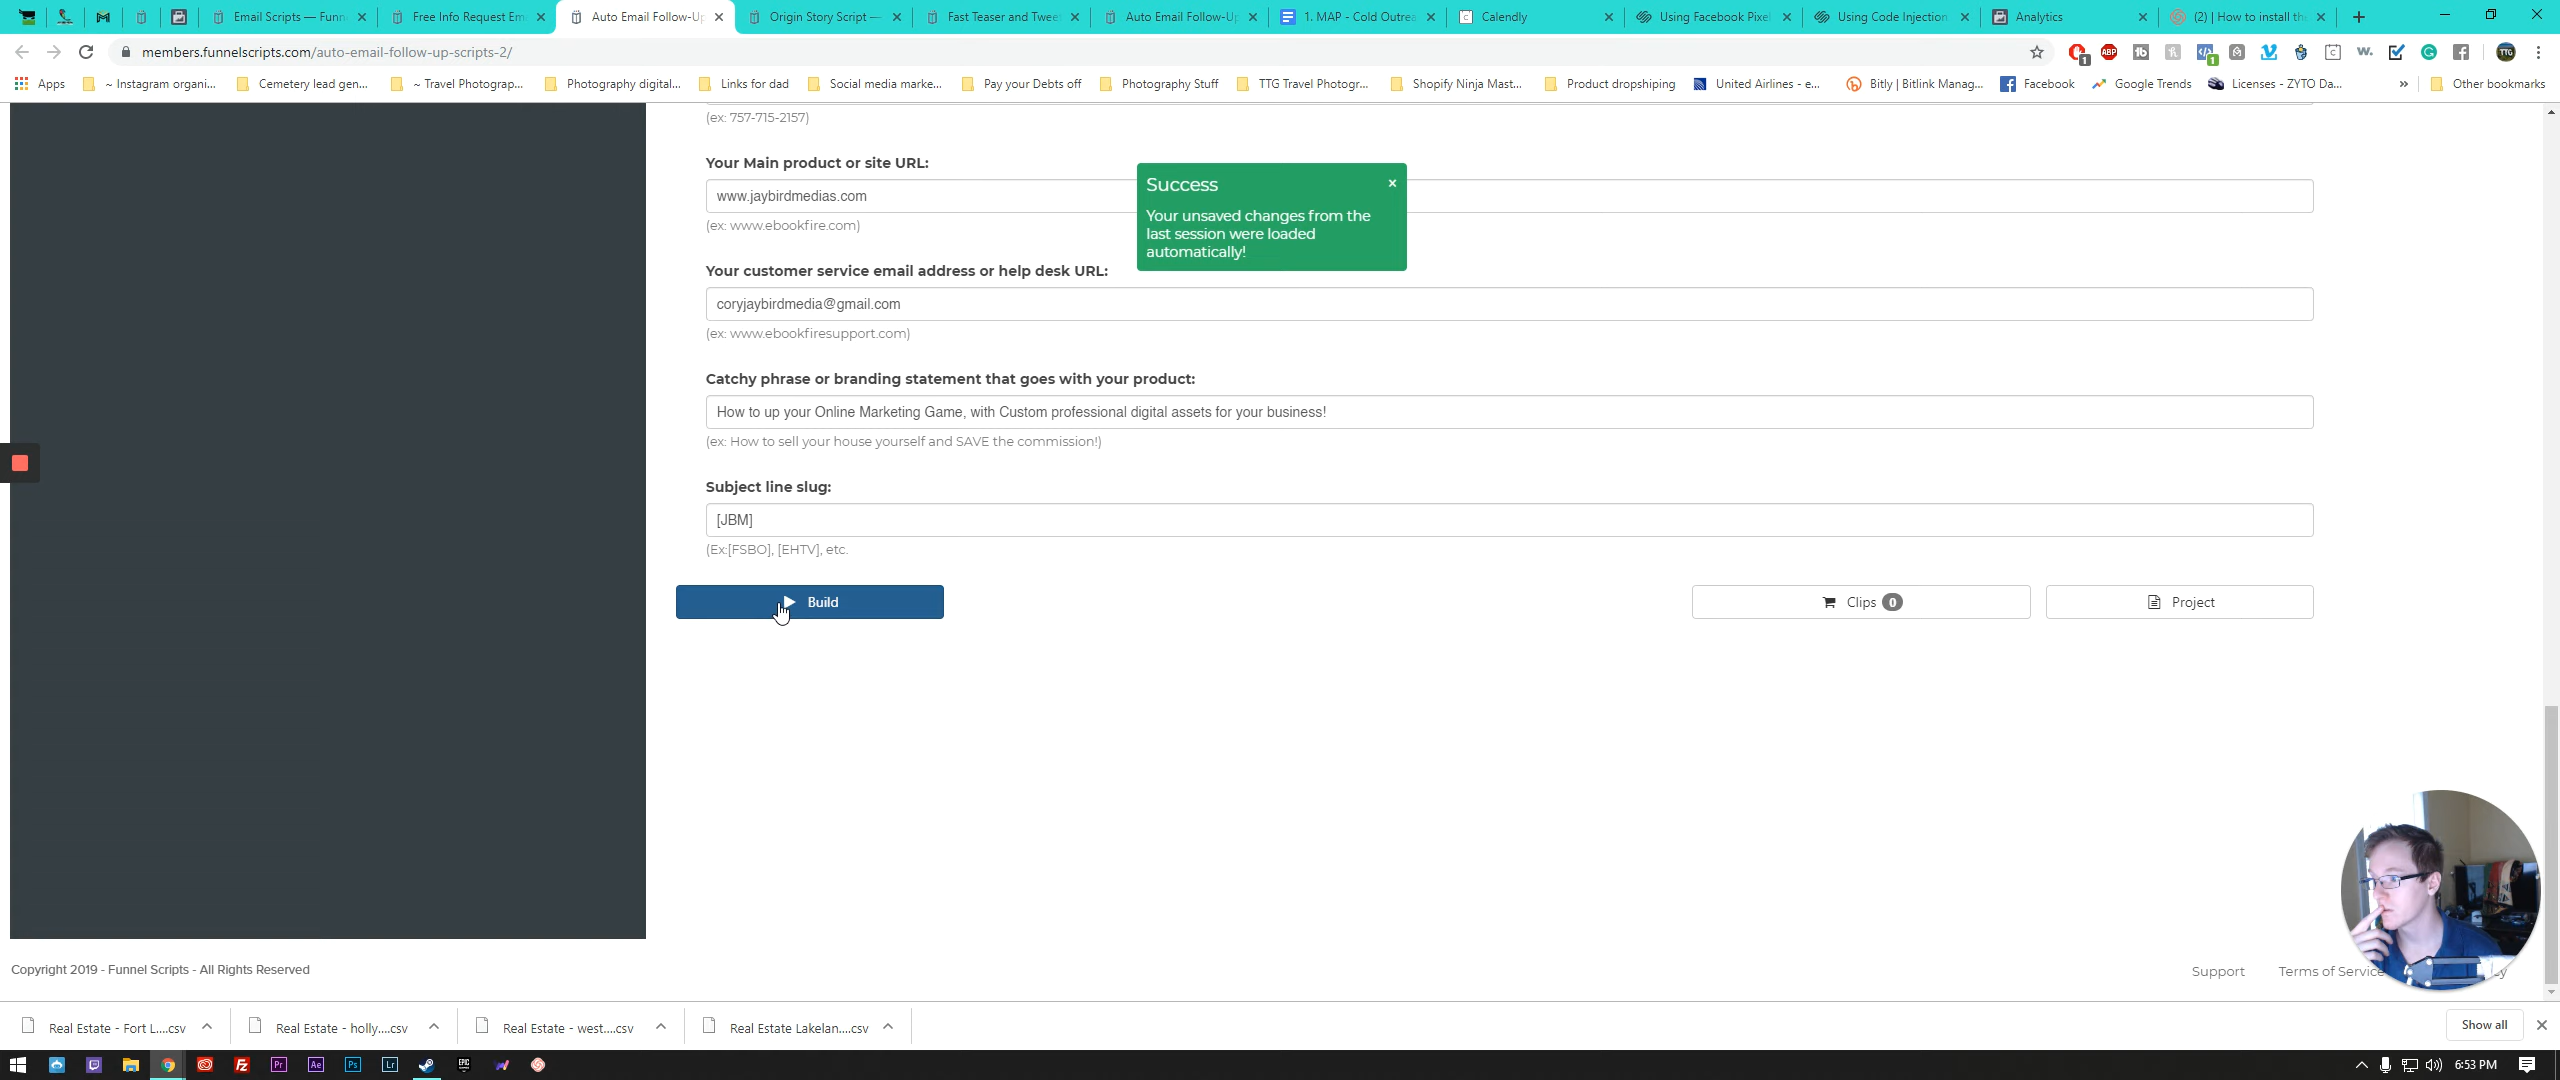 Email Scripts — Funn
Free Info Request Em
Auto Email Follow-Up
Origin Story Script —
Fast Teaser and Tweet
Auto Email Follow-Up
1. MAP - Cold Outrea
Calendly
Using Facebook Pixel
Using Code Injection
Analytics
(2) | How to install the
members.funnelscripts.com/auto-email-follow-up-scripts-2/
Apps
~ Instagram organi...
Cemetery lead gen...
~ Travel Photograp...
Photography digital...
Links for dad
Social media marke...
Pay your Debts off
Photography Stuff
TTG Travel Photogr...
Shopify Ninja Mast...
Product dropshiping
United Airlines - e...
Bitly | Bitlink Manag...
Facebook
Google Trends
Licenses - ZYTO Da...
»
Other bookmarks
(ex: 757-715-2157)
Your Main product or site URL:
www.jaybirdmedias.com
(ex: www.ebookfire.com)
Success
×
Your unsaved changes from the
last session were loaded
automatically!
Your customer service email address or help desk URL:
coryjaybirdmedia@gmail.com
(ex: www.ebookfiresupport.com)
Catchy phrase or branding statement that goes with your product:
How to up your Online Marketing Game, with Custom professional digital assets for your business!
(ex: How to sell your house yourself and SAVE the commission!)
Subject line slug:
[JBM]
(Ex:[FSBO], [EHTV], etc.
Build
Clips 0
Project
Copyright 2019 - Funnel Scripts - All Rights Reserved
Support
Terms of Service
Real Estate - Fort L....csv
Real Estate - holly....csv
Real Estate - west....csv
Real Estate Lakelan....csv
Show all
6:53 PM